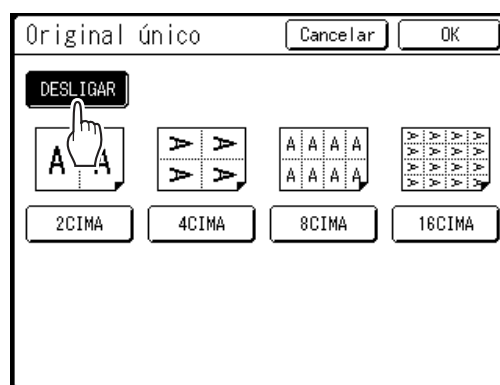 Original único Cancelar OK
DESLIGAR
A A A A A A A A A A A A A A
A A A A A A A A A A A A A A A A
2CIMA 4CIMA 8CIMA 16CIMA